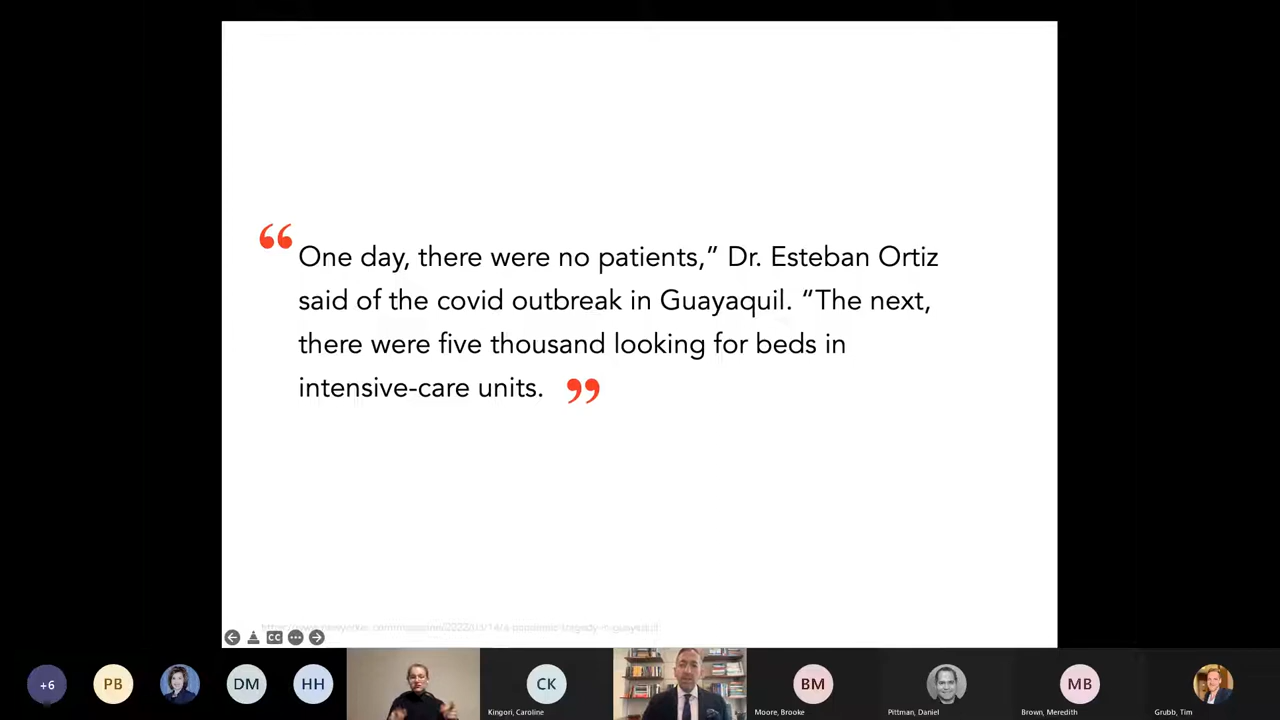 “One day, there were no patients,” Dr. Esteban Ortiz
said of the covid outbreak in Guayaquil. “The next,
there were five thousand looking for beds in
intensive-care units. ”
CC
+6
PB
DM
HH
CK
Kingori, Caroline
BM
Moore, Brooke
Pittman, Daniel
MB
Brown, Meredith
Grubb, Tim